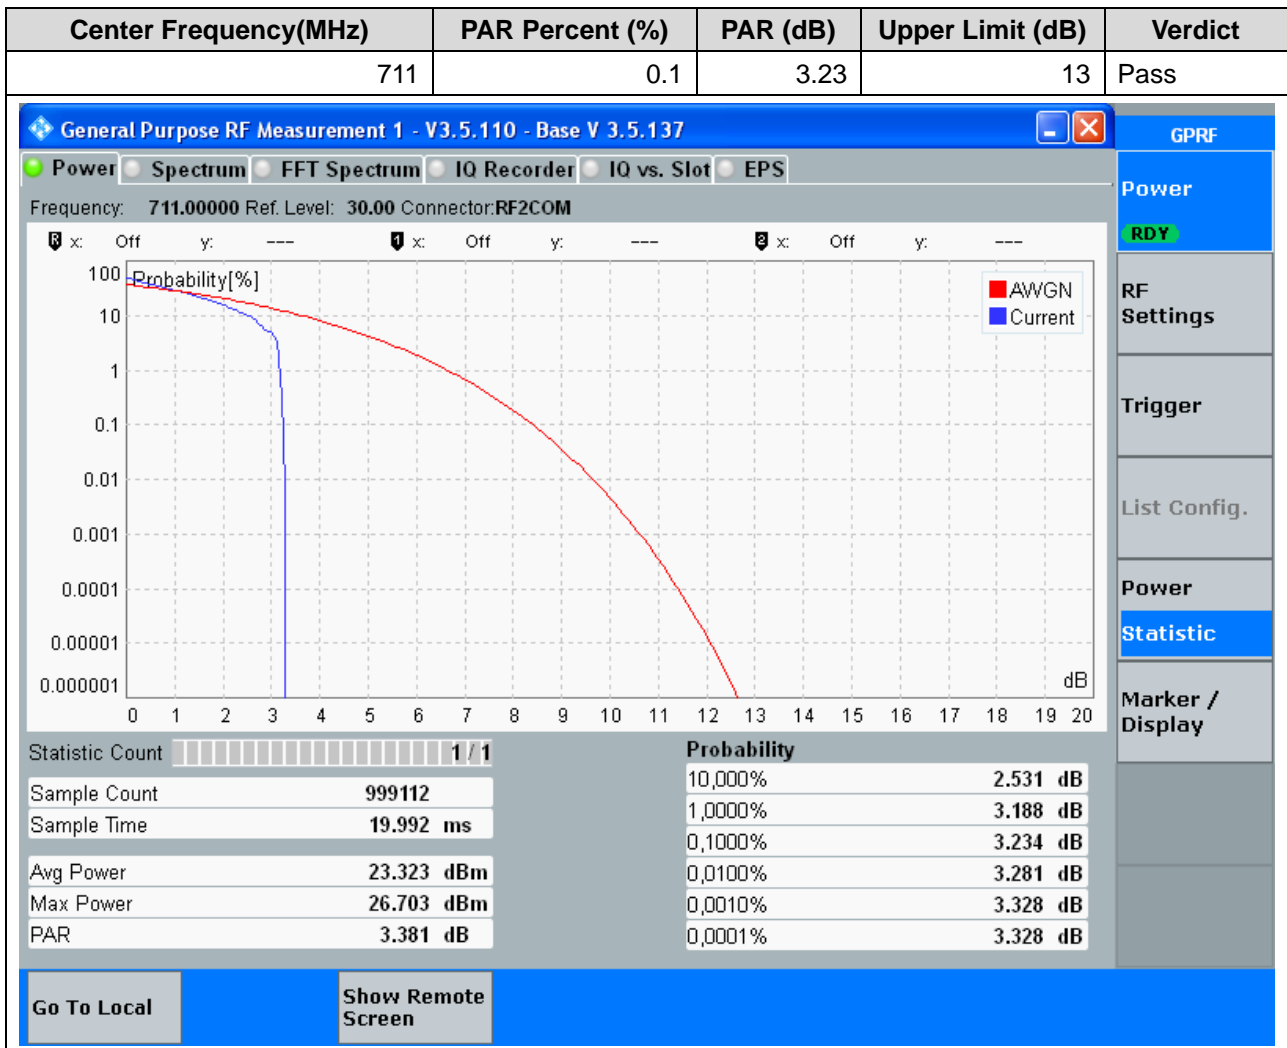 Center Frequency(MHz) PAR Percent (%) PAR (dB) Upper Limit (dB) Verdict
711 0.1 3.23 13 Pass
General Purpose RF Measurement 1 - V3.5.110 - Base V 3.5.137
GPRF
Power Spectrum FFT Spectrum IQ Recorder IQ vs. Slot EPS
Power
RDY
Frequency: 711.00000 Ref. Level: 30.00 Connector:RF2COM
R x: Off y: --- 1 x: Off y: --- 2 x: Off y: ---
Probability[%]
AWGN
Current
100
10
1
0.1
0.01
0.001
0.0001
0.00001
0.000001
dB
0 1 2 3 4 5 6 7 8 9 10 11 12 13 14 15 16 17 18 19 20
RF
Settings
Trigger
List Config.
Power
Statistic
Marker /
Display
Statistic Count 1 / 1
Sample Count 999112
Sample Time 19.992 ms
Avg Power 23.323 dBm
Max Power 26.703 dBm
PAR 3.381 dB
Probability
10,000% 2.531 dB
1,0000% 3.188 dB
0,1000% 3.234 dB
0,0100% 3.281 dB
0,0010% 3.328 dB
0,0001% 3.328 dB
Go To Local
Show Remote
Screen